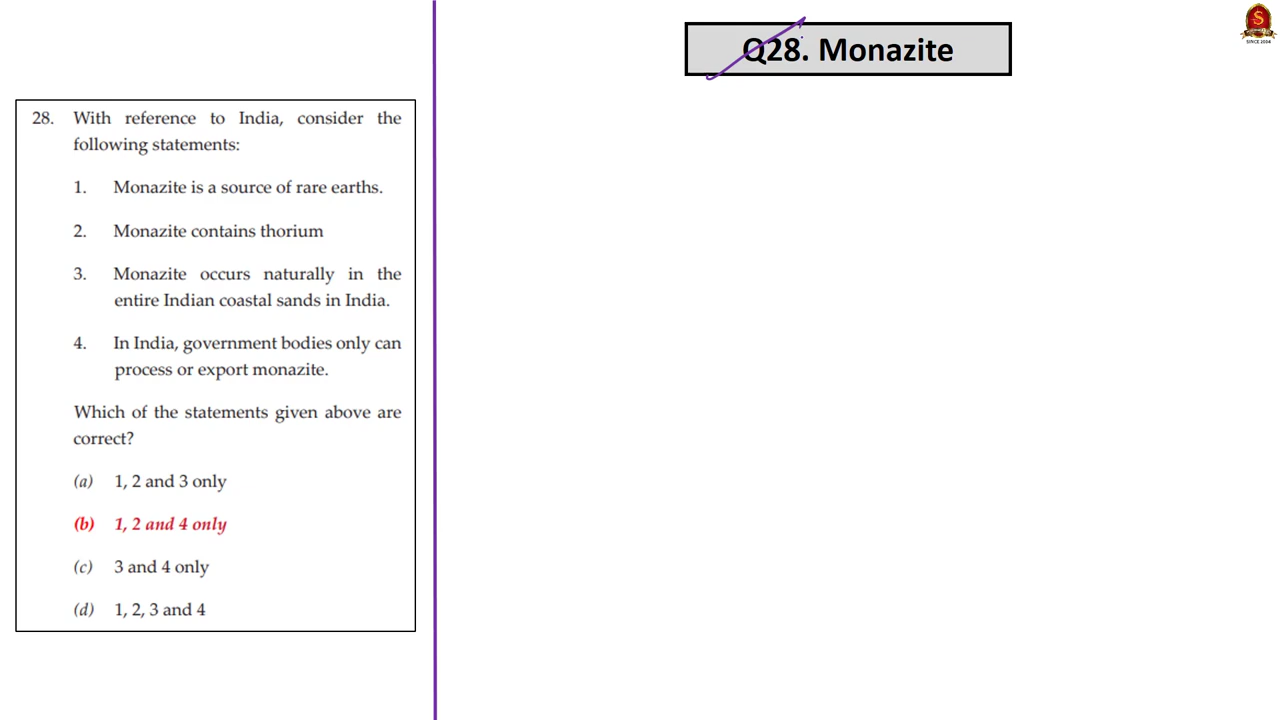 Q28. Monazite
SINCE 2004
28. With reference to India, consider the
following statements:
1. Monazite is a source of rare earths.
2. Monazite contains thorium
3. Monazite occurs naturally in the
entire Indian coastal sands in India.
4. In India, government bodies only can
process or export monazite.
Which of the statements given above are
correct?
(a) 1, 2 and 3 only
(b) 1, 2 and 4 only
(c) 3 and 4 only
(d) 1, 2, 3 and 4